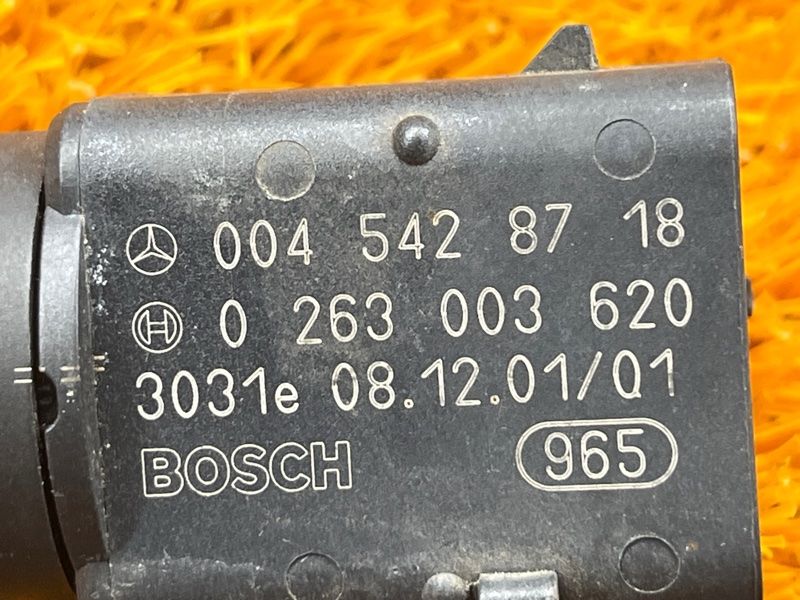 004 542 87 18
0 263 003 620
3031e 08.12.01/01
BOSCH 965